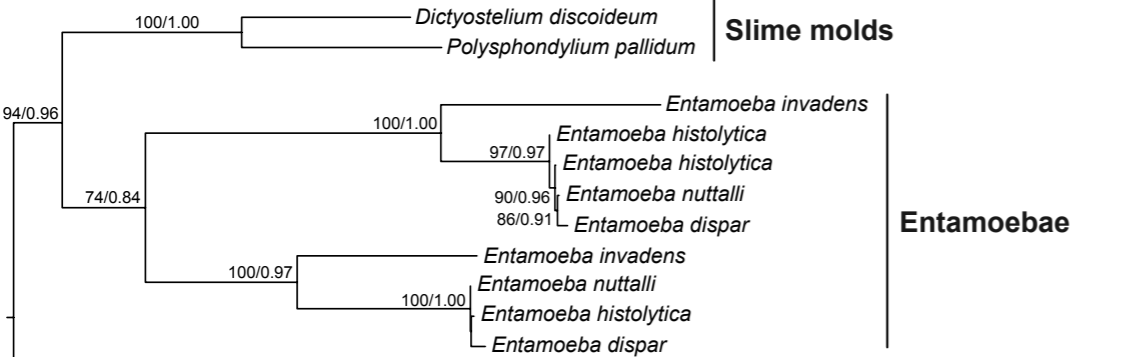 100/1.00
Dictyostelium discoideum
Polysphondylium pallidum
Slime molds
94/0.96
Entamoeba invadens
100/1.00
Entamoeba histolytica
97/0.97
Entamoeba histolytica
90/0.96
Entamoeba nuttalli
86/0.91
Entamoeba dispar
74/0.84
Entamoebae
Entamoeba invadens
100/0.97
Entamoeba nuttalli
100/1.00
Entamoeba histolytica
Entamoeba dispar